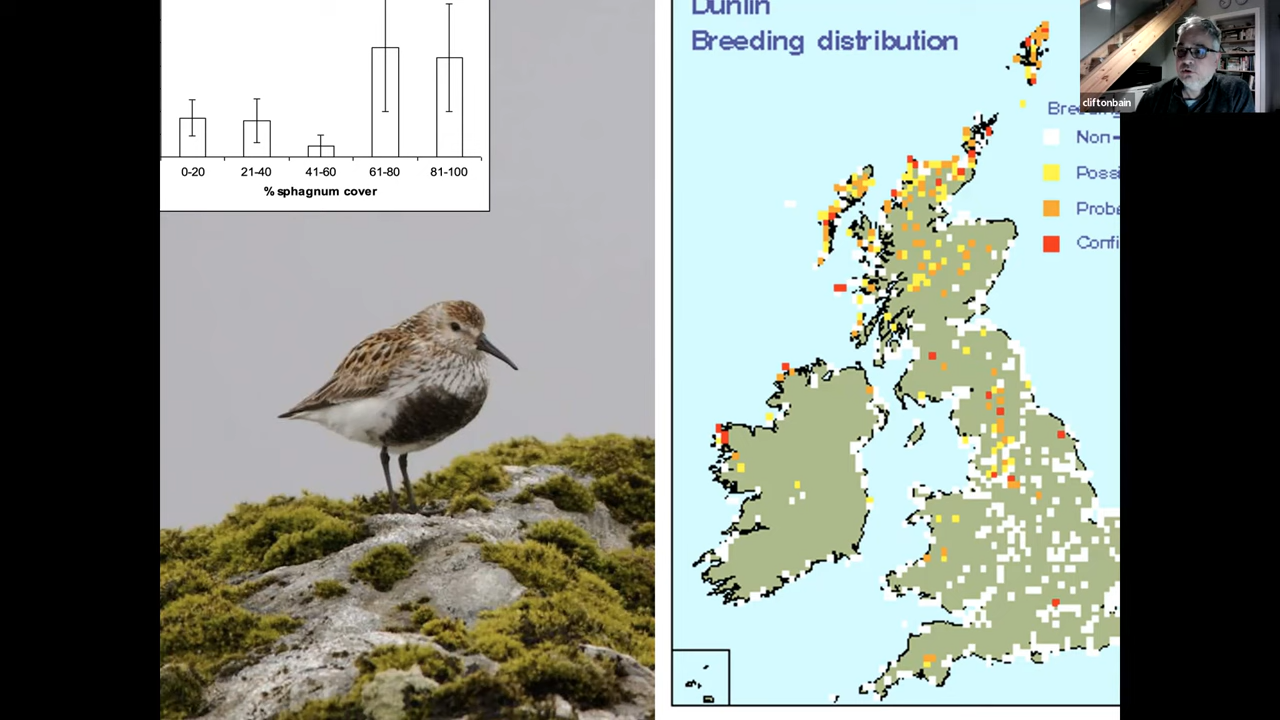 0-20 21-40 41-60 61-80 81-100
% sphagnum cover
Dunlin
Breeding distribution
cliftonbain